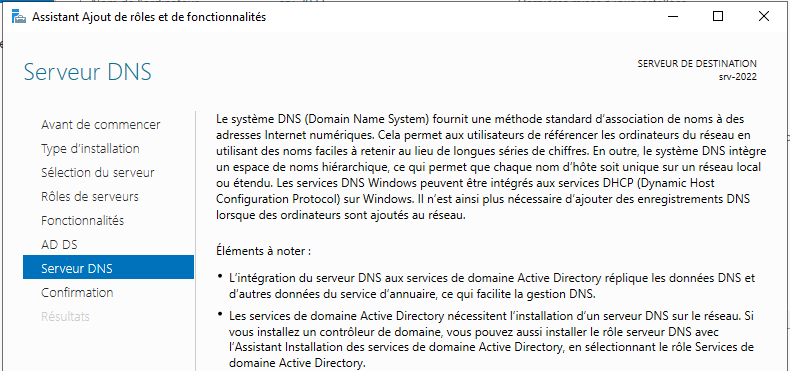 Assistant Ajout de rôles et de fonctionnalités
Serveur DNS
SERVEUR DE DESTINATION
srv-2022
Avant de commencer
Type d'installation
Sélection du serveur
Rôles de serveurs
Fonctionnalités
AD DS
Serveur DNS
Confirmation
Résultats
Le système DNS (Domain Name System) fournit une méthode standard d'association de noms à des
adresses Internet numériques. Cela permet aux utilisateurs de référencer les ordinateurs du réseau en
utilisant des noms faciles à retenir au lieu de longues séries de chiffres. En outre, le système DNS intègre
un espace de noms hiérarchique, ce qui permet que chaque nom d'hôte soit unique sur un réseau local
ou étendu. Les services DNS Windows peuvent être intégrés aux services DHCP (Dynamic Host
Configuration Protocol) sur Windows. Il n'est ainsi plus nécessaire d'ajouter des enregistrements DNS
lorsque des ordinateurs sont ajoutés au réseau.
Éléments à noter :
• L'intégration du serveur DNS aux services de domaine Active Directory réplique les données DNS et
d'autres données du service d'annuaire, ce qui facilite la gestion DNS.
• Les services de domaine Active Directory nécessitent l'installation d'un serveur DNS sur le réseau. Si
vous installez un contrôleur de domaine, vous pouvez aussi installer le rôle serveur DNS avec
l'Assistant Installation des services de domaine Active Directory, en sélectionnant le rôle Services de
domaine Active Directory.